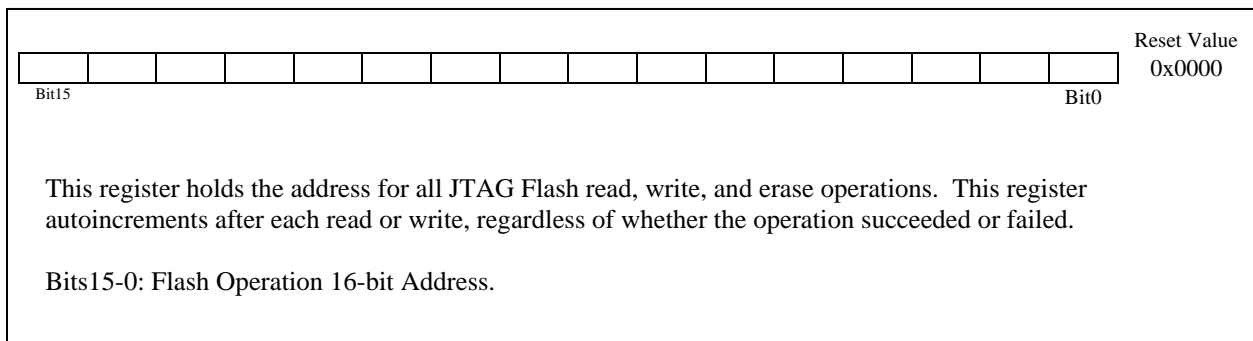 Reset Value
0x0000
Bit15
Bit0
This register holds the address for all JTAG Flash read, write, and erase operations.  This register
autoincrements after each read or write, regardless of whether the operation succeeded or failed.
Bits15-0: Flash Operation 16-bit Address.